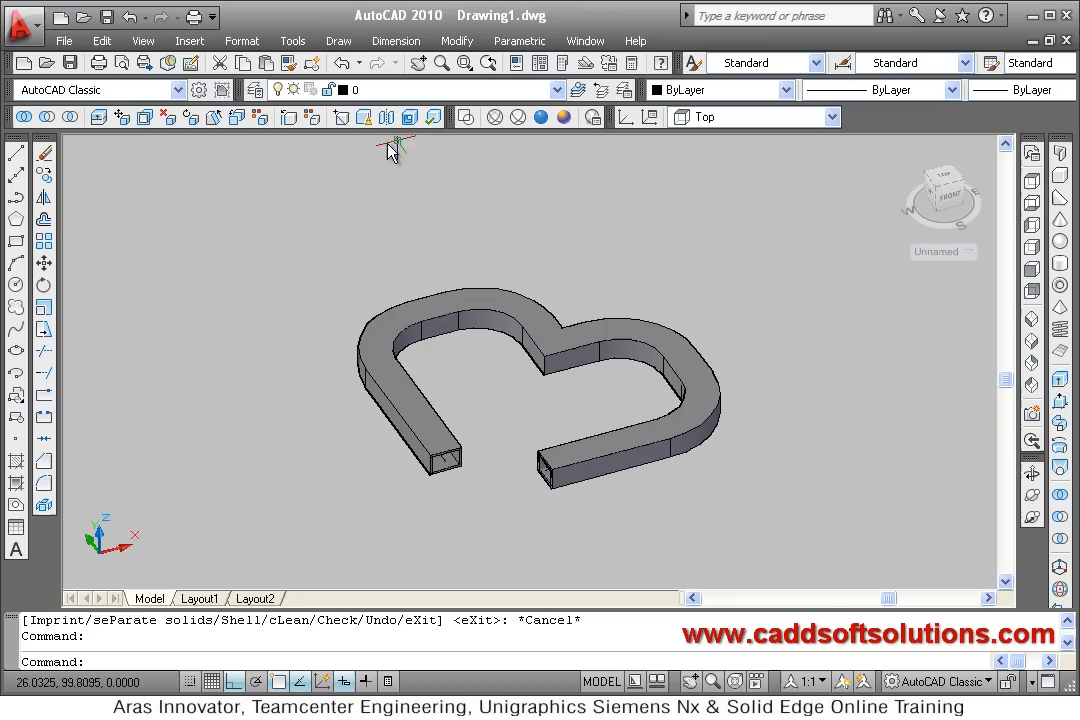 AutoCAD 2010 Drawing1.dwg
Type a keyword or phrase
File Edit View Insert Format Tools Draw Dimension Modify Parametric Window Help
Standard Standard Standard
AutoCAD Classic 0 ByLayer ByLayer ByLayer
Top
TOP
FRONT
W S
Unnamed
Z
Y X
Model Layout1 Layout2
[Imprint/seParate solids/Shell/cLean/Check/Undo/eXit] <eXit>: *Cancel*
Command:
www.caddsoftsolutions.com
Command:
26.0325, 99.8095, 0.0000 MODEL 1:1 AutoCAD Classic
Aras Innovator, Teamcenter Engineering, Unigraphics Siemens Nx & Solid Edge Online Training